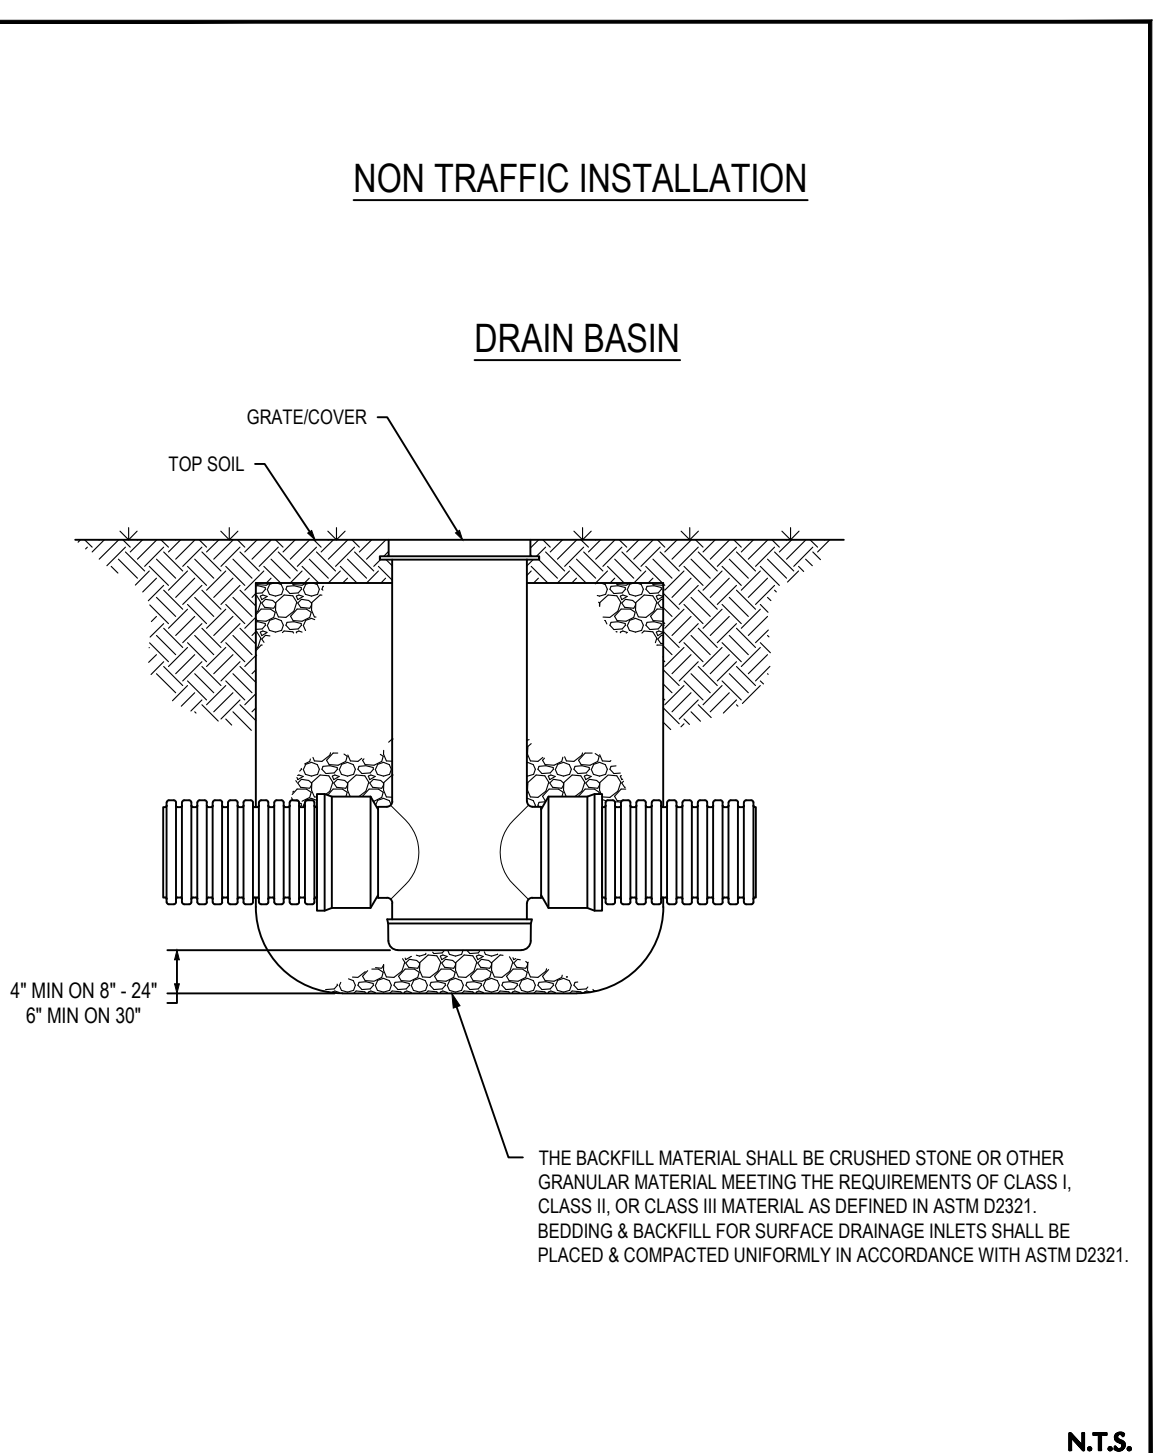 NON TRAFFIC INSTALLATION
DRAIN BASIN
GRATE/COVER
TOP SOIL
4" MIN ON 8" - 24"
6" MIN ON 30"
THE BACKFILL MATERIAL SHALL BE CRUSHED STONE OR OTHER
GRANULAR MATERIAL MEETING THE REQUIREMENTS OF CLASS I,
CLASS II, OR CLASS III MATERIAL AS DEFINED IN ASTM D2321.
BEDDING & BACKFILL FOR SURFACE DRAINAGE INLETS SHALL BE
PLACED & COMPACTED UNIFORMLY IN ACCORDANCE WITH ASTM D2321.
N.T.S.